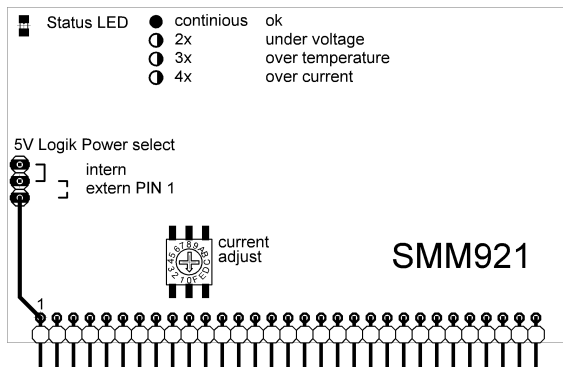 Status LED
continious ok
2x under voltage
3x over temperature
4x over current
5V Logik Power select
intern
extern PIN 1
current
adjust
0123456789ABCDEF
SMM921
1